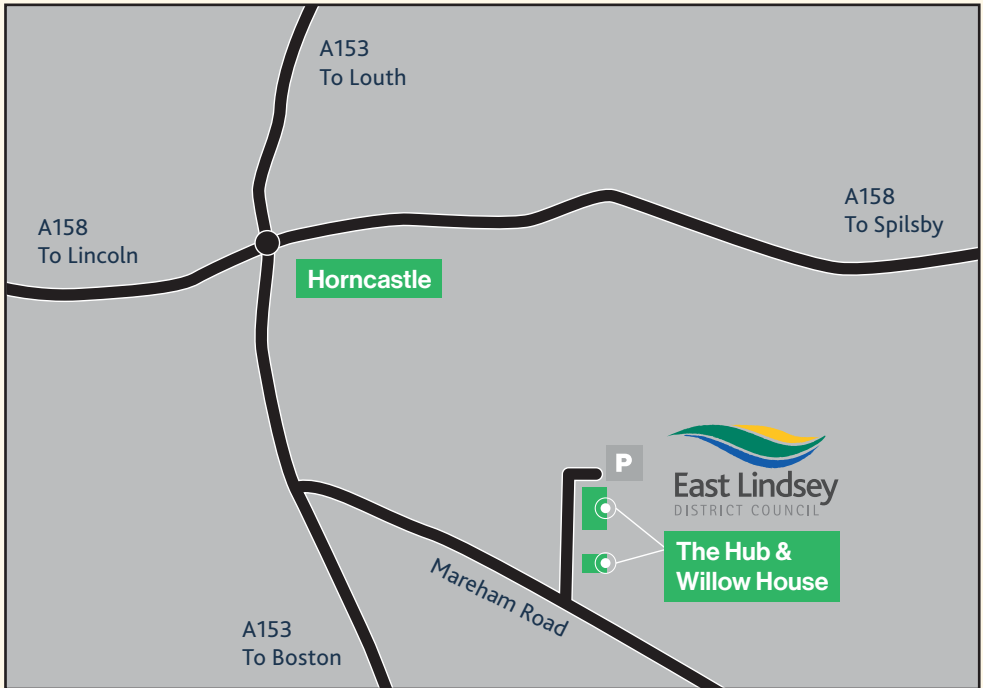 A153
To Louth
A158
To Spilsby
A158
To Lincoln
Horncastle
P
East Lindsey
DISTRICT COUNCIL
The Hub &
Willow House
Mareham Road
A153
To Boston